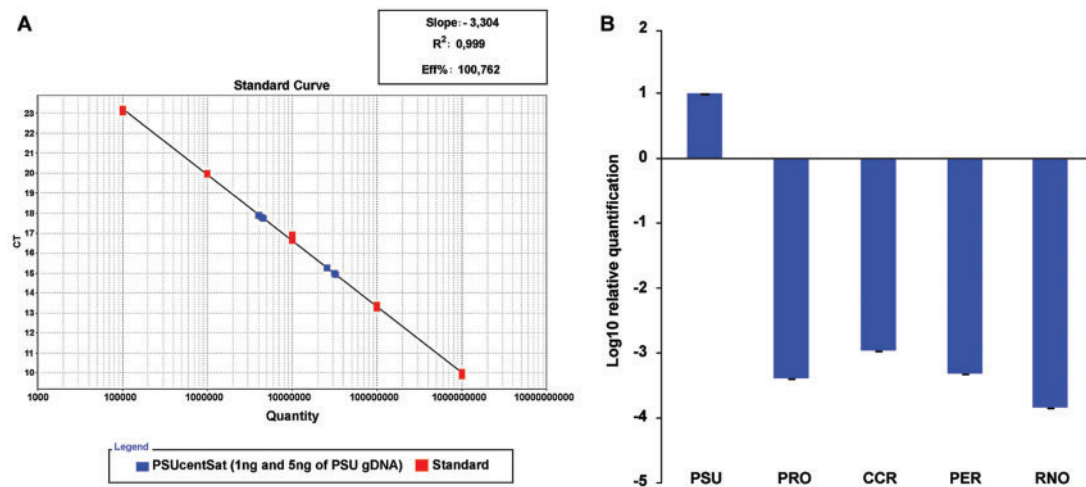 A
Slope: - 3,304
R2: 0,999
Eff%: 100,762
Standard Curve
23
22
21
20
19
18
17
16
15
14
13
12
11
10
CT
1000 100000 1000000 10000000 100000000 1000000000 10000000000
Quantity
Legend
PSUcentSat (1ng and 5ng of PSU gDNA) Standard
B
2
1
0
-1
-2
-3
-4
-5
Log10 relative quantification
PSU PRO CCR PER RNO